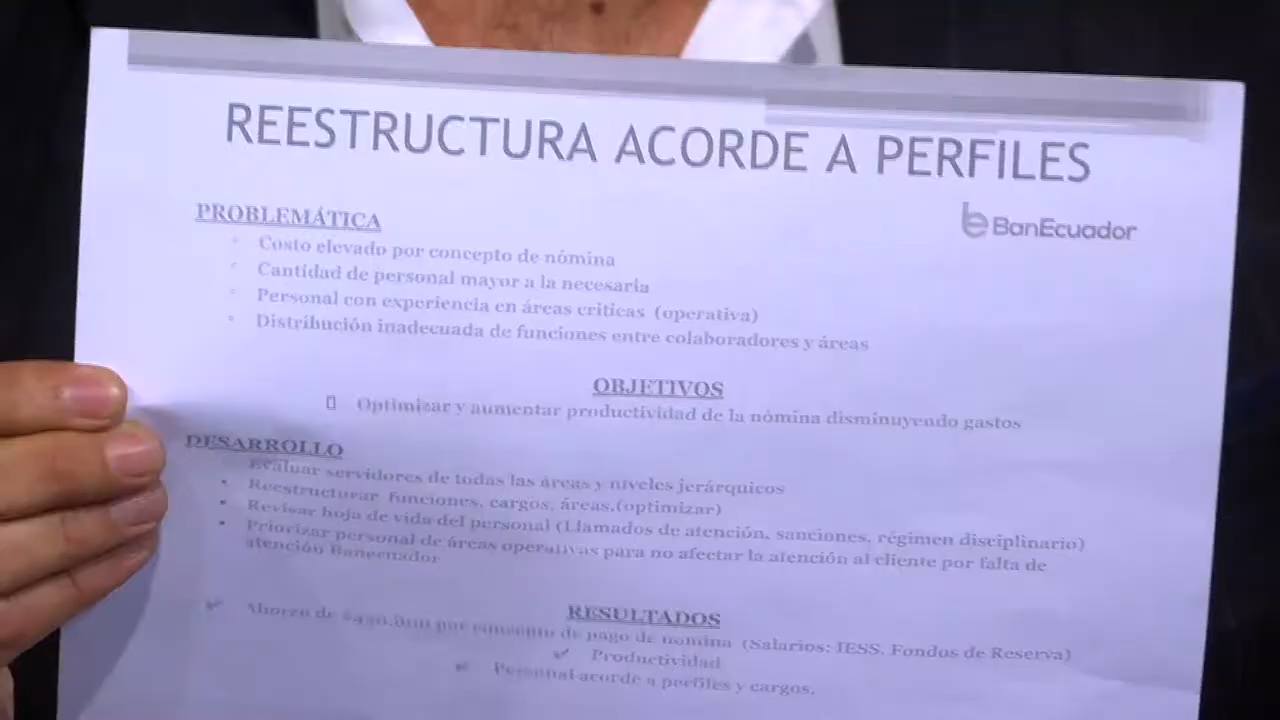 REESTRUCTURA ACORDE A PERFILES
BanEcuador
PROBLEMÁTICA
Costo elevado por concepto de nómina
Cantidad de personal mayor a la necesaria
Personal con experiencia en áreas criticas (operativa)
Distribución inadecuada de funciones entre colaboradores y áreas
OBJETIVOS
Optimizar y aumentar productividad de la nómina disminuyendo gastos
DESARROLLO
Evaluar servidores de todas las áreas y niveles jerárquicos
Reestructurar funciones, cargos, áreas.(optimizar)
Revisar hoja de vida del personal (Llamados de atención, sanciones, régimen disciplinario)
Priorizar personal de áreas operativas para no afectar la atención al cliente por falta de
atención Banecuador
RESULTADOS
Ahorro de por concepto de pago de nomina (Salarios; IESS. Fondos de Reserva)
Productividad
Personal acorde a perfiles y cargos.